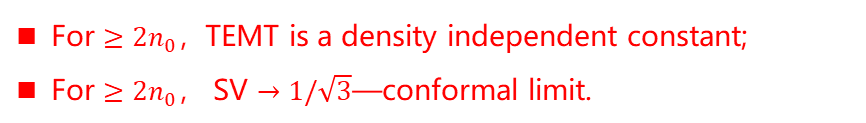 ■ For ≥ 2n₀, TEMT is a density independent constant;
■ For ≥ 2n₀, SV → 1/√3—conformal limit.